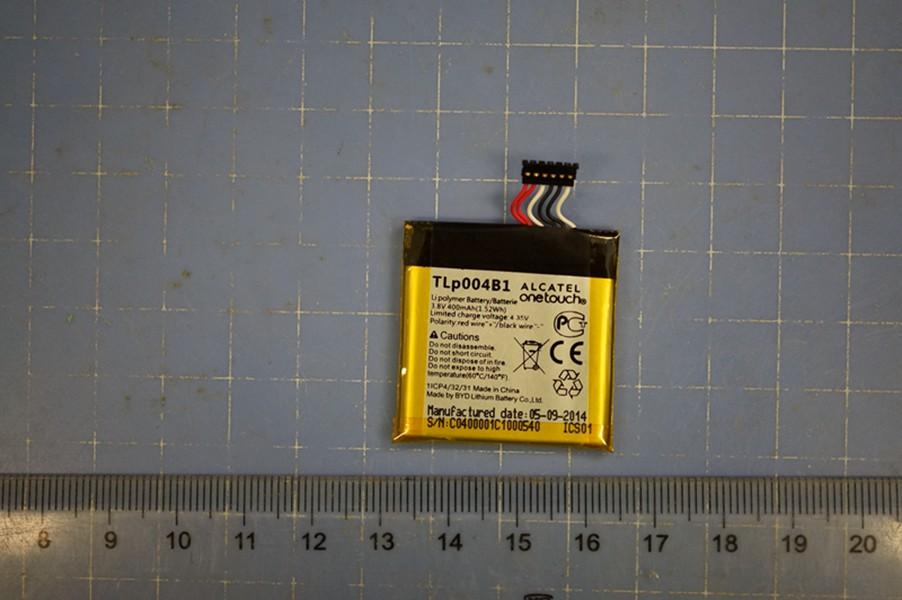 TLp004B1 ALCATEL
onetouch®
Li polymer Battery/Batterie
3.8V 400mAh(1.52Wh)
Limited charge voltage:4.35V
Polarity:red wire"+"/black wire"-"
Cautions
Do not disassemble.
Do not short circuit.
Do not dispose of in fire.
Do not expose to high
temperature(60°C/140°F).
CE
1ICP4/32/31 Made in China
Made by BYD Lithium Battery Co.,Ltd.
Manufactured date:05-09-2014
S/N:C0400001C1000540 ICS01
8 9 10 11 12 13 14 15 16 17 18 19 20